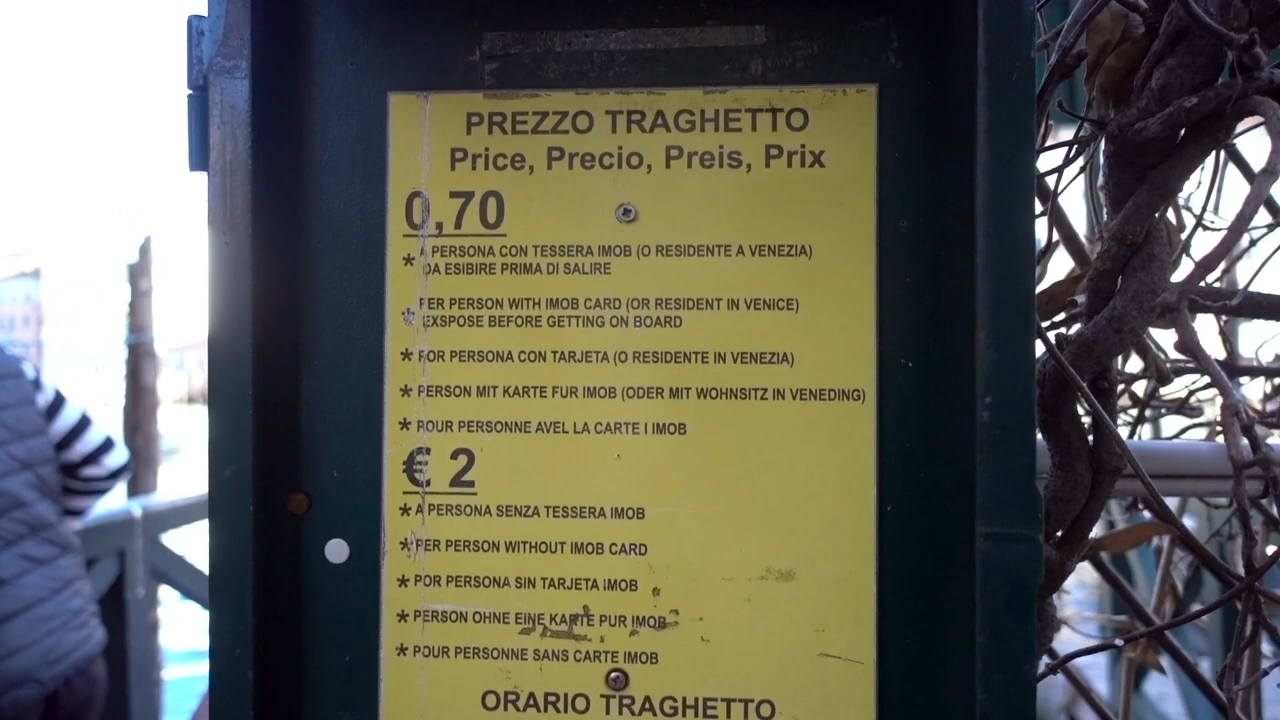 PREZZO TRAGHETTO
Price, Precio, Preis, Prix
0,70
* A PERSONA CON TESSERA IMOB (O RESIDENTE A VENEZIA)
DA ESIBIRE PRIMA DI SALIRE
* PER PERSON WITH IMOB CARD (OR RESIDENT IN VENICE)
EXSPOSE BEFORE GETTING ON BOARD
* POR PERSONA CON TARJETA (O RESIDENTE IN VENEZIA)
* PERSON MIT KARTE FUR IMOB (ODER MIT WOHNSITZ IN VENEDING)
* POUR PERSONNE AVEL LA CARTE I IMOB
€ 2
* A PERSONA SENZA TESSERA IMOB
* PER PERSON WITHOUT IMOB CARD
* POR PERSONA SIN TARJETA IMOB
* PERSON OHNE EINE KARTE PUR IMOB
* POUR PERSONNE SANS CARTE IMOB
ORARIO TRAGHETTO